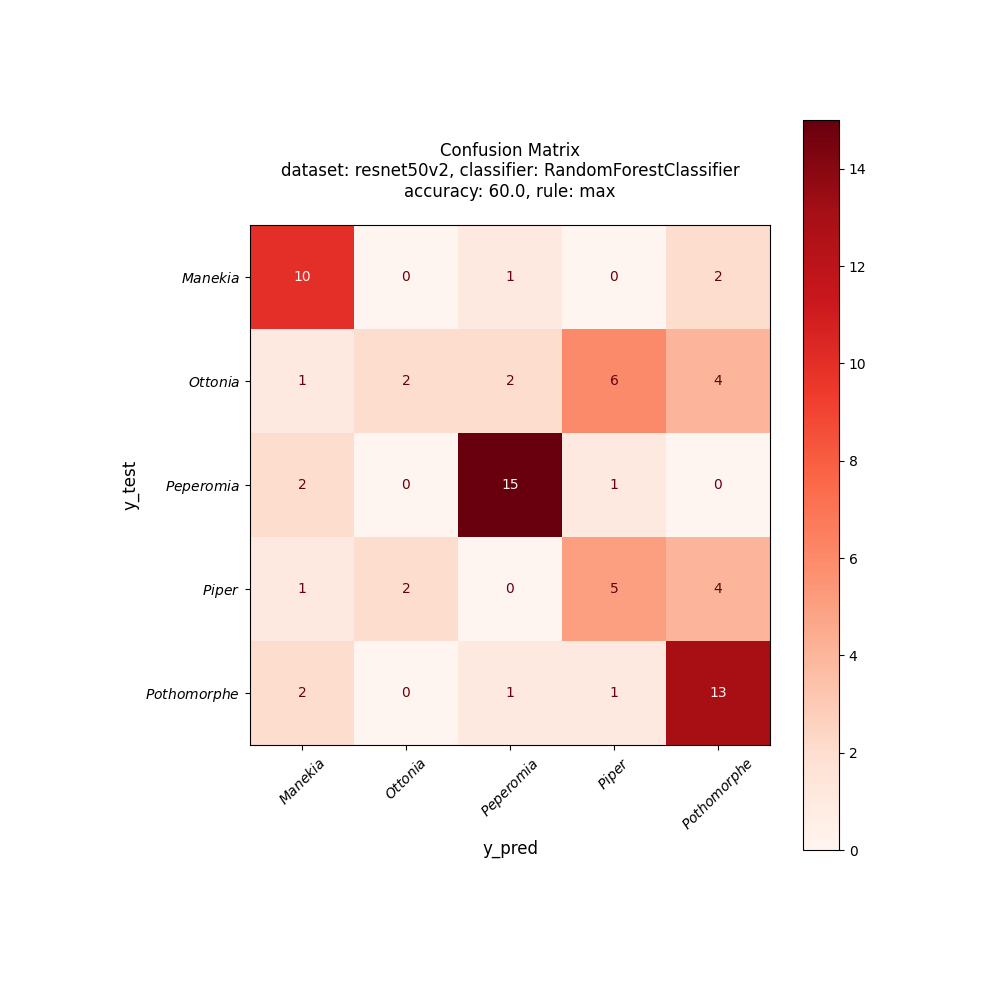 Confusion Matrix
dataset: resnet50v2, classifier: RandomForestClassifier
accuracy: 60.0, rule: max
14
12
10
8
6
4
2
0
Manekia 10 0 1 0 2
Ottonia 1 2 2 6 4
Peperomia 2 0 15 1 0
Piper 1 2 0 5 4
Pothomorphe 2 0 1 1 13
y_test
Manekia Ottonia Peperomia Piper Pothomorphe
y_pred